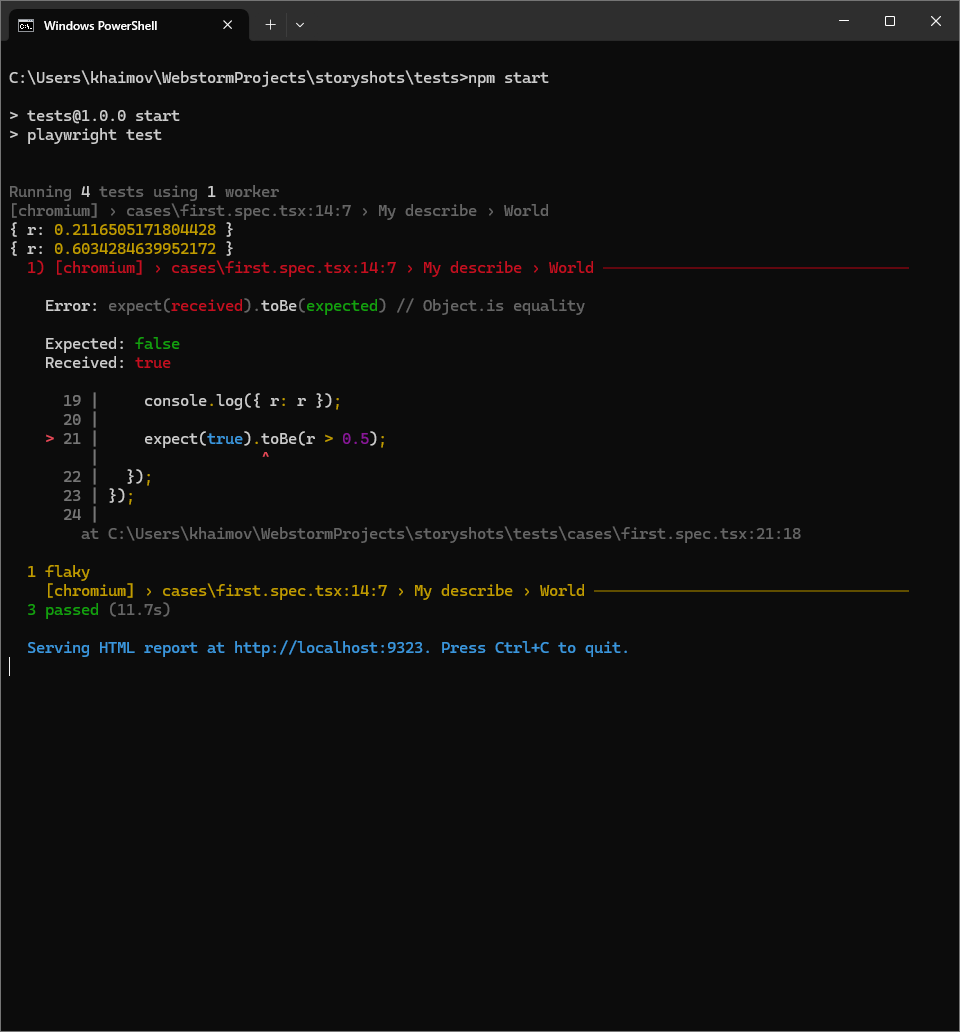 Windows PowerShell
C:\Users\khaimov\WebstormProjects\storyshots\tests>npm start
> tests@1.0.0 start
> playwright test
Running 4 tests using 1 worker
[chromium] › cases\first.spec.tsx:14:7 › My describe › World
{ r: 0.2116505171804428 }
{ r: 0.6034284639952172 }
1) [chromium] › cases\first.spec.tsx:14:7 › My describe › World ───────────────────────────────────
Error: expect(received).toBe(expected) // Object.is equality
Expected: false
Received: true
19 |     console.log({ r: r });
20 |
> 21 |     expect(true).toBe(r > 0.5);
|                  ^
22 |   });
23 | });
24 |
at C:\Users\khaimov\WebstormProjects\storyshots\tests\cases\first.spec.tsx:21:18
1 flaky
[chromium] › cases\first.spec.tsx:14:7 › My describe › World ───────────────────────────────────
3 passed (11.7s)
Serving HTML report at http://localhost:9323. Press Ctrl+C to quit.